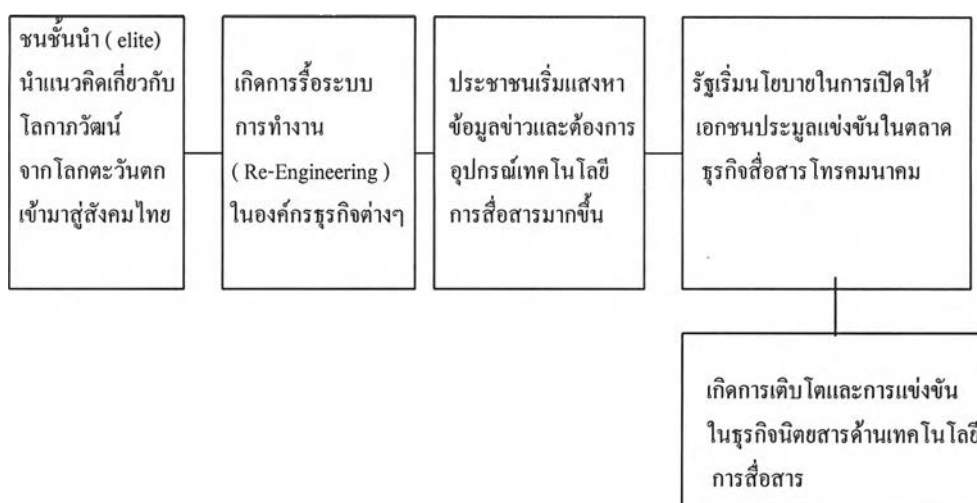 ชนชั้นนำ ( elite)
นำแนวคิดเกี่ยวกับ
โลกาภวัฒน์
จากโลกตะวันตก
เข้ามาสู่สังคมไทย
เกิดการรื้อระบบ
การทำงาน
( Re-Engineering )
ในองค์กรธุรกิจต่างๆ
ประชาชนเริ่มแสงหา
ข้อมูลข่าวและต้องการ
อุปกรณ์เทคโนโลยี
การสื่อสารมากขึ้น
รัฐเริ่มนโยบายในการเปิดให้
เอกชนประมูลแข่งขันในตลาด
ธุรกิจสื่อสารโทรคมนาคม
เกิดการเติบโตและการแข่งขัน
ในธุรกิจนิตยสารด้านเทคโนโลยี
การสื่อสาร